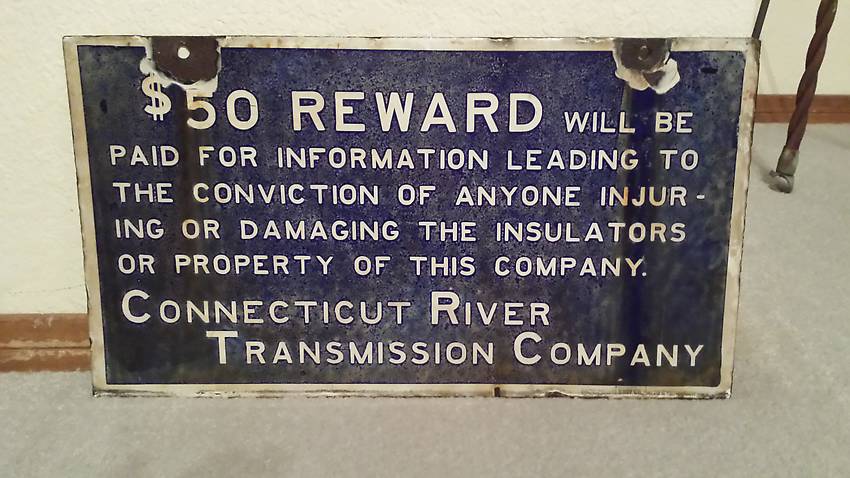 $50 REWARD WILL BE
PAID FOR INFORMATION LEADING TO
THE CONVICTION OF ANYONE INJUR-
ING OR DAMAGING THE INSULATORS
OR PROPERTY OF THIS COMPANY.
CONNECTICUT RIVER
TRANSMISSION COMPANY